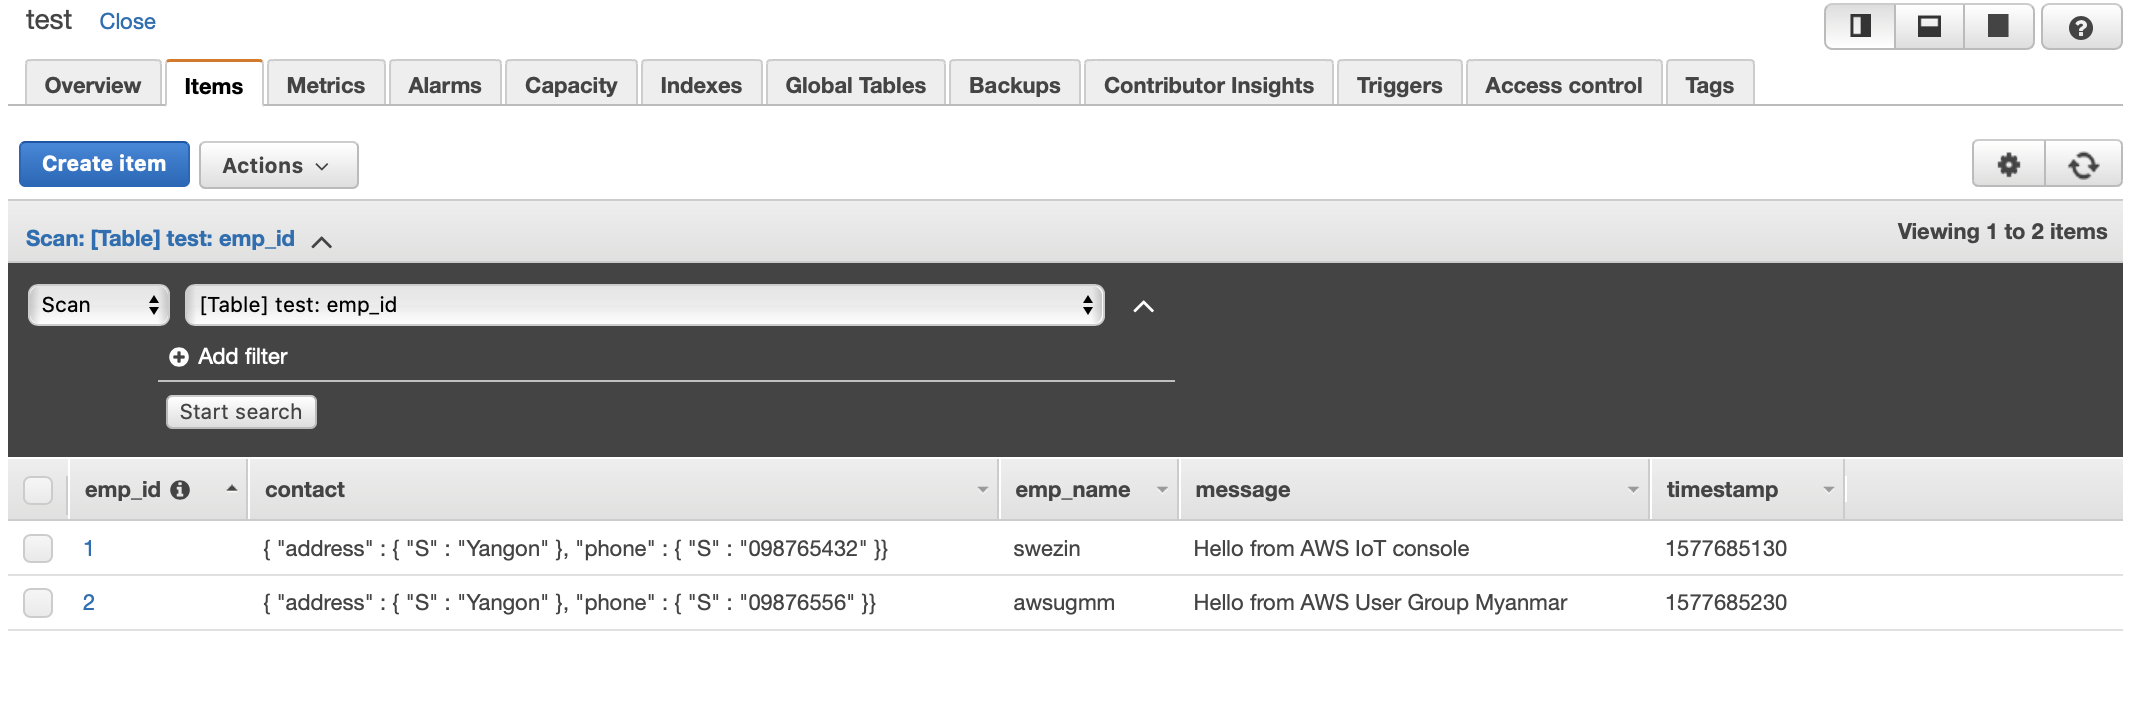 test Close
Overview Items Metrics Alarms Capacity Indexes Global Tables Backups Contributor Insights Triggers Access control Tags
Create item Actions
Scan: [Table] test: emp_id Viewing 1 to 2 items
Scan [Table] test: emp_id
Add filter
Start search
emp_id contact emp_name message timestamp
1 { "address" : { "S" : "Yangon" }, "phone" : { "S" : "098765432" }} swezin Hello from AWS IoT console 1577685130
2 { "address" : { "S" : "Yangon" }, "phone" : { "S" : "09876556" }} awsugmm Hello from AWS User Group Myanmar 1577685230